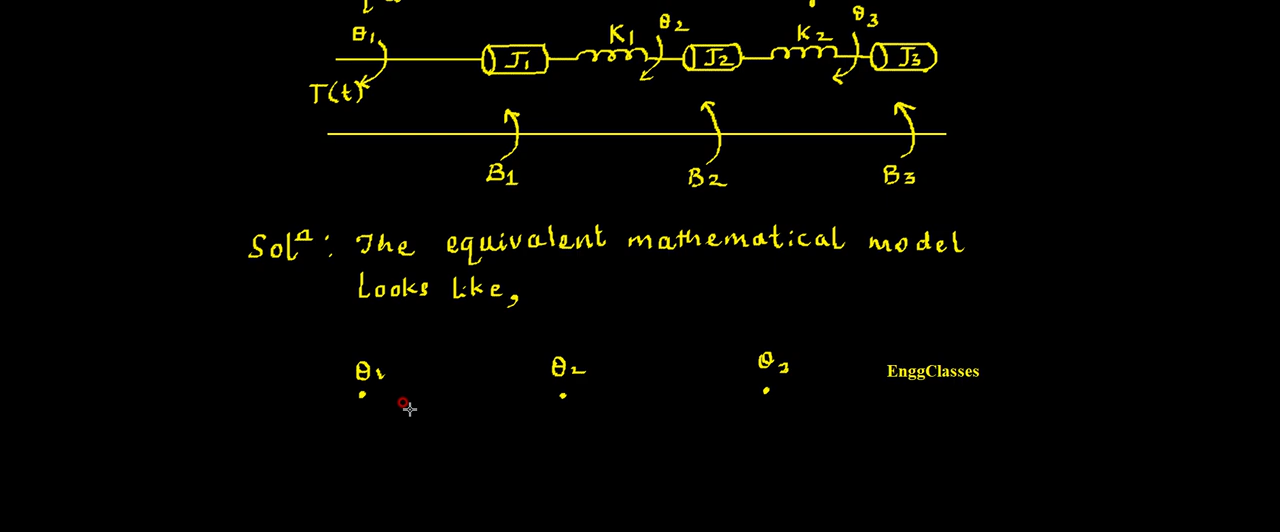 θ1 K1 θ2 K2 θ3
J1 J2 J3
T(t)
B1 B2 B3
Solⁿ: The equivalent mathematical model
Looks like,
θ1 θ2 θ3
EnggClasses